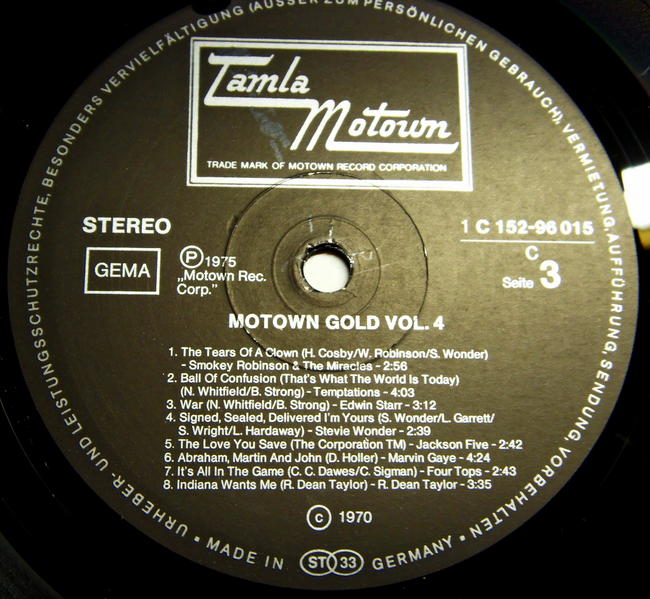 URHEBER- UND LEISTUNGSSCHUTZRECHTE, BESONDERS VERVIELFÄLTIGUNG (AUSSER ZUM PERSÖNLICHEN GEBRAUCH), VERMIETUNG, AUFFÜHRUNG, SENDUNG, VORBEHALTEN
Tamla
Motown
TRADE MARK OF MOTOWN RECORD CORPORATION
STEREO
1 C 152-96 015
GEMA
Ⓟ 1975
„Motown Rec.
Corp."
C
Seite 3
MOTOWN GOLD VOL. 4
1. The Tears Of A Clown (H. Cosby/W. Robinson/S. Wonder)
- Smokey Robinson & The Miracles - 2:56
2. Ball Of Confusion (That's What The World Is Today)
(N. Whitfield/B. Strong) - Temptations - 4:03
3. War (N. Whitfield/B. Strong) - Edwin Starr - 3:12
4. Signed, Sealed, Delivered I'm Yours (S. Wonder/L. Garrett/
S. Wright/L. Hardaway) - Stevie Wonder - 2:39
5. The Love You Save (The Corporation TM) - Jackson Five - 2:42
6. Abraham, Martin And John (D. Holler) - Marvin Gaye - 4:24
7. It's All In The Game (C. C. Dawes/C. Sigman) - Four Tops - 2:43
8. Indiana Wants Me (R. Dean Taylor) - R. Dean Taylor - 3:35
© 1970
• MADE IN ST 33 GERMANY •